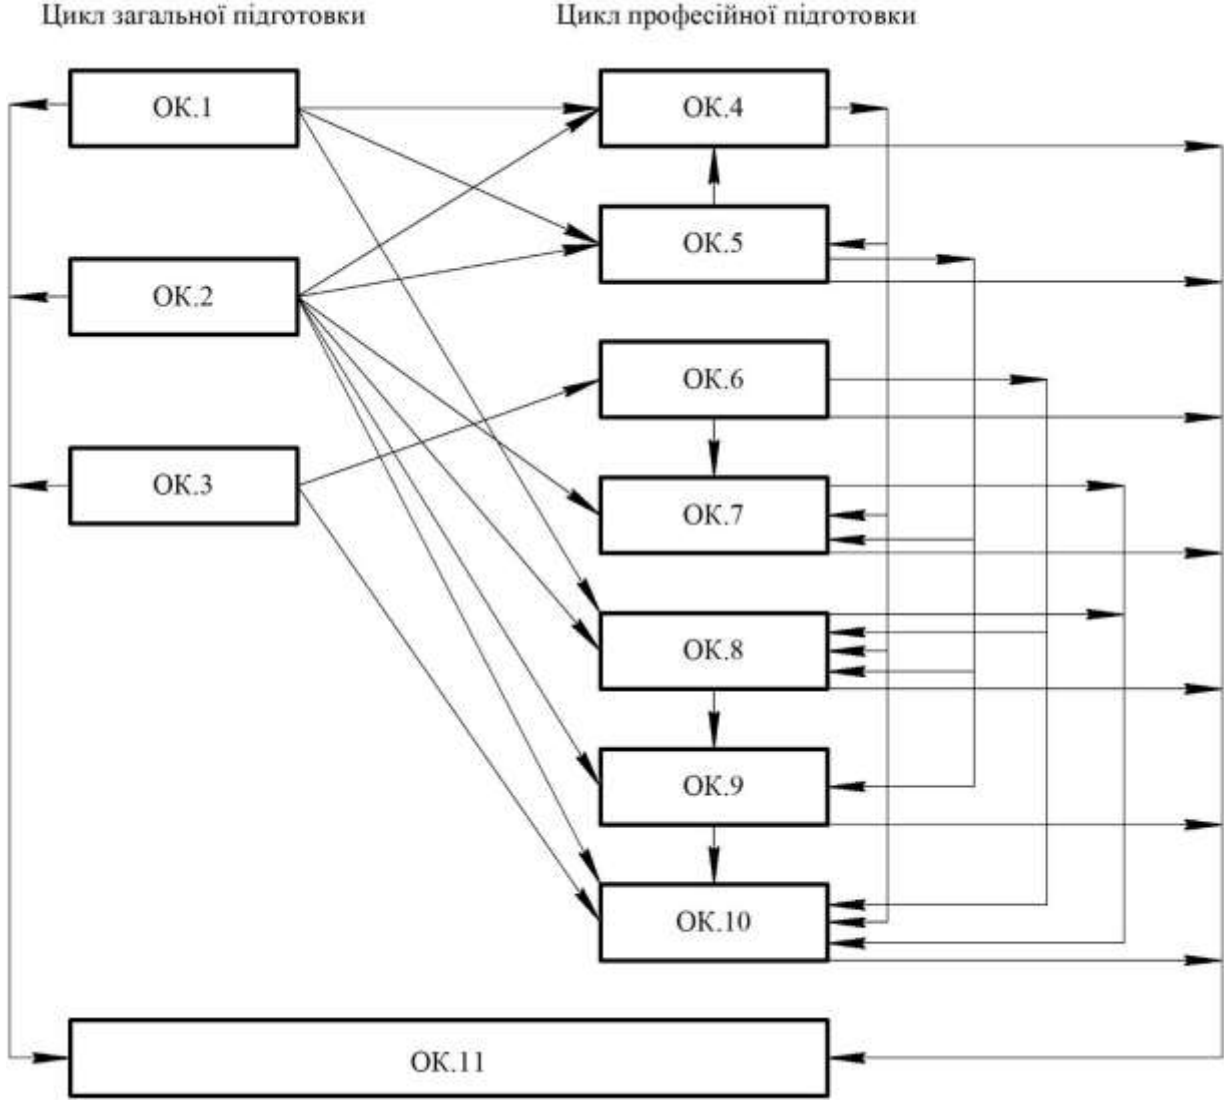 Цикл загальної підготовки
Цикл професійної підготовки
ОК.1
ОК.4
ОК.5
ОК.2
ОК.6
ОК.3
ОК.7
ОК.8
ОК.9
ОК.10
ОК.11